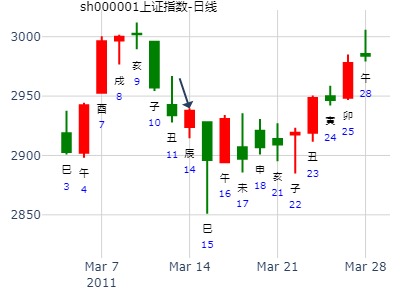 sh000001上证指数-日线
3000
2950
2900
2850
巳
3
午
4
酉
7
戌
8
亥
9
子
10
丑
11
辰
14
巳
15
午
16
未
17
申
18
亥
21
子
22
丑
23
寅
24
卯
25
午
28
Mar 7
2011
Mar 14
Mar 21
Mar 28